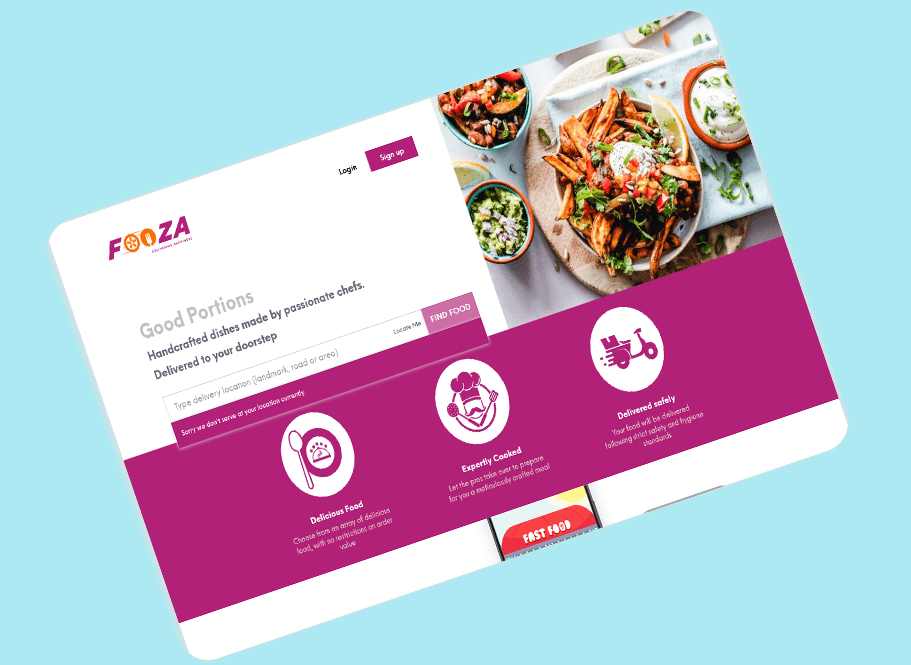 Login
Sign up
FOOZA
Good Portions
Handcrafted dishes made by passionate chefs.
Delivered to your doorstep
Type delivery location (landmark, road or area)
Locate Me
FIND FOOD
Sorry we don't serve at your location currently.
Delicious Food
Choose from an array of delicious
food, with no restrictions on order
value
Expertly Cooked
Let the pros take over to prepare
for you a meticulously crafted meal
Delivered safely
Your food will be delivered
following strict safety and hygiene
standards
FAST FOOD